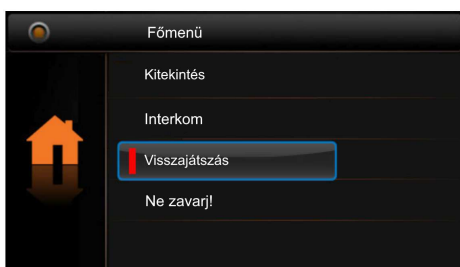 Főmenü
Kitekintés
Interkom
Visszajátszás
Ne zavarj!